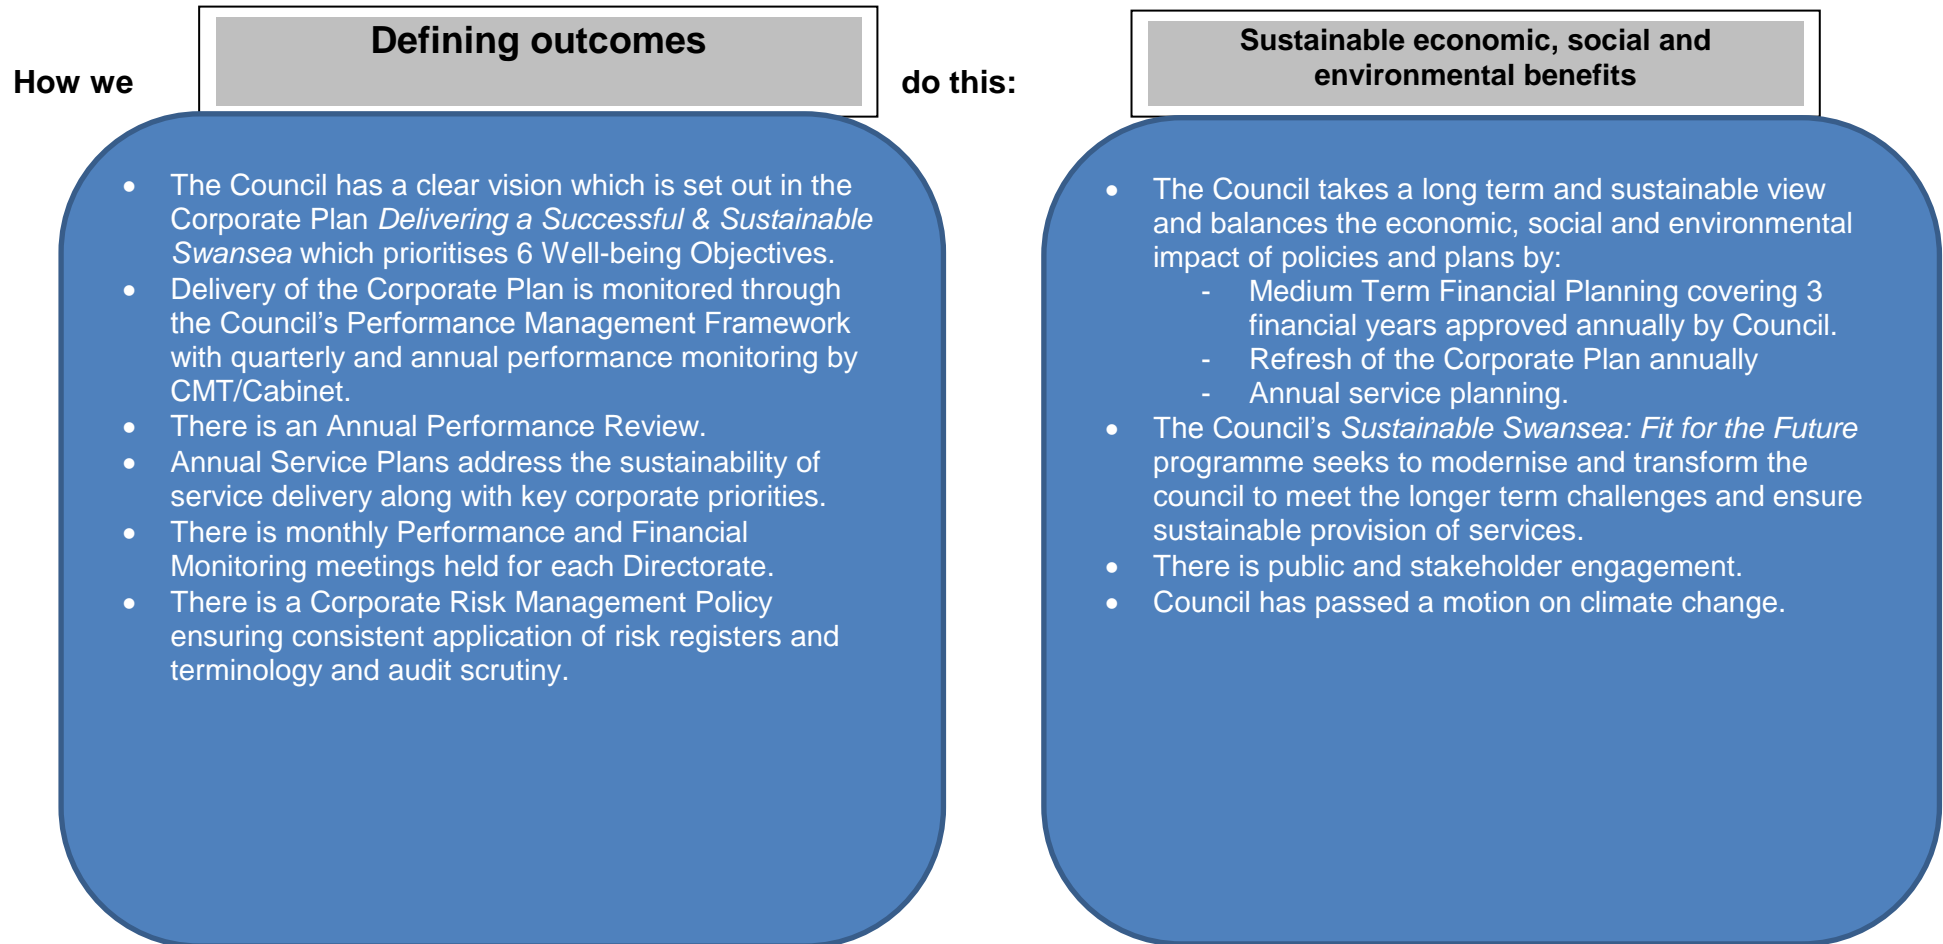 How we
Defining outcomes
do this:
• The Council has a clear vision which is set out in the
Corporate Plan Delivering a Successful & Sustainable
Swansea which prioritises 6 Well-being Objectives.
• Delivery of the Corporate Plan is monitored through
the Council’s Performance Management Framework
with quarterly and annual performance monitoring by
CMT/Cabinet.
• There is an Annual Performance Review.
• Annual Service Plans address the sustainability of
service delivery along with key corporate priorities.
• There is monthly Performance and Financial
Monitoring meetings held for each Directorate.
• There is a Corporate Risk Management Policy
ensuring consistent application of risk registers and
terminology and audit scrutiny.
Sustainable economic, social and
environmental benefits
• The Council takes a long term and sustainable view
and balances the economic, social and environmental
impact of policies and plans by:
- Medium Term Financial Planning covering 3
financial years approved annually by Council.
- Refresh of the Corporate Plan annually
- Annual service planning.
• The Council’s Sustainable Swansea: Fit for the Future
programme seeks to modernise and transform the
council to meet the longer term challenges and ensure
sustainable provision of services.
• There is public and stakeholder engagement.
• Council has passed a motion on climate change.